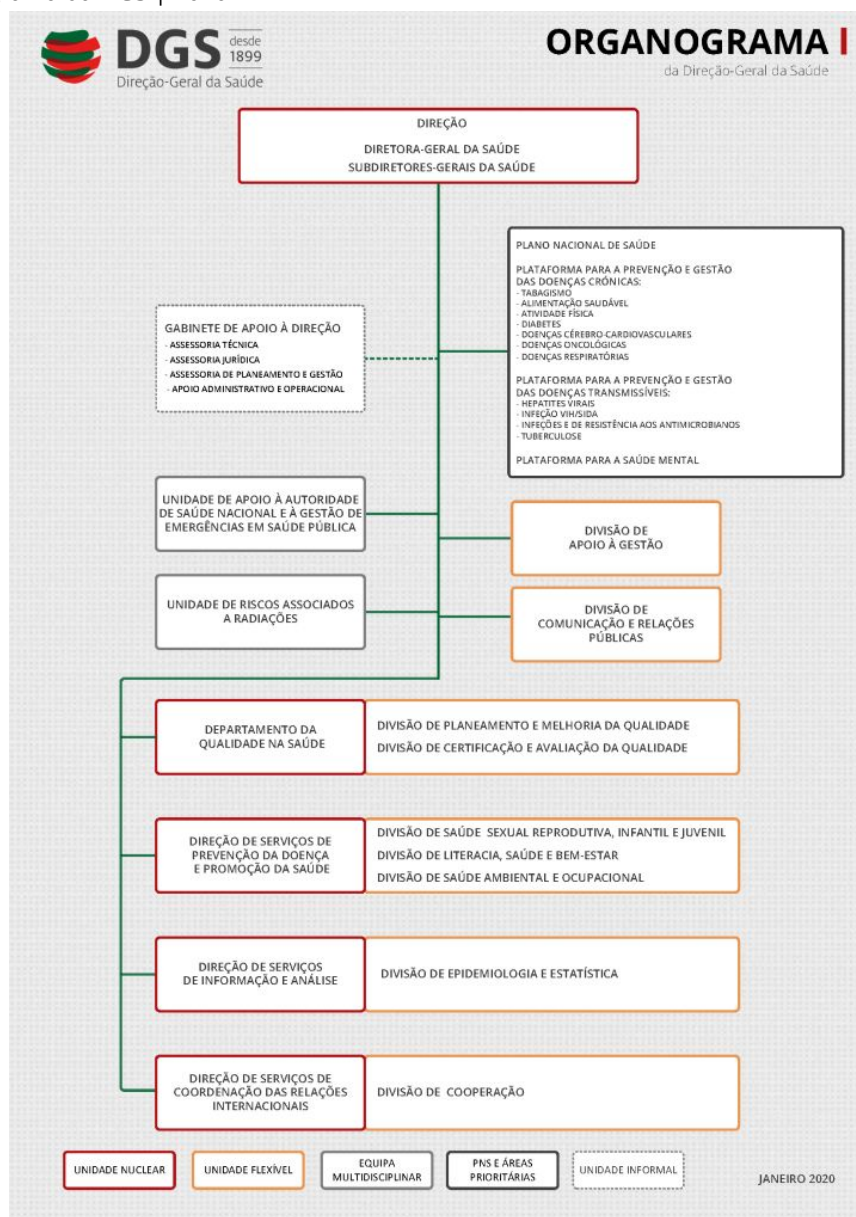 DGS desde 1899
Direção-Geral da Saúde
ORGANOGRAMA
da Direção-Geral da Saúde
DIREÇÃO
DIRETORA-GERAL DA SAÚDE
SUBDIRETORES-GERAIS DA SAÚDE
PLANO NACIONAL DE SAÚDE
PLATAFORMA PARA A PREVENÇÃO E GESTÃO
DAS DOENÇAS CRÓNICAS:
- TABAGISMO
- ALIMENTAÇÃO SAUDÁVEL
- ATIVIDADE FÍSICA
- DIABETES
- DOENÇAS CÉREBRO-CARDIOVASCULARES
- DOENÇAS ONCOLÓGICAS
- DOENÇAS RESPIRATÓRIAS
PLATAFORMA PARA A PREVENÇÃO E GESTÃO
DAS DOENÇAS TRANSMISSÍVEIS:
- HEPATITES VIRAIS
- INFEÇÃO VIH/SIDA
- INFEÇÕES E DE RESISTÊNCIA AOS ANTIMICROBIANOS
- TUBERCULOSE
PLATAFORMA PARA A SAÚDE MENTAL
GABINETE DE APOIO À DIREÇÃO
- ASSESSORIA TÉCNICA
- ASSESSORIA JURÍDICA
- ASSESSORIA DE PLANEAMENTO E GESTÃO
- APOIO ADMINISTRATIVO E OPERACIONAL
UNIDADE DE APOIO À AUTORIDADE
DE SAÚDE NACIONAL E À GESTÃO DE
EMERGÊNCIAS EM SAÚDE PÚBLICA
DIVISÃO DE
APOIO À GESTÃO
UNIDADE DE RISCOS ASSOCIADOS
A RADIAÇÕES
DIVISÃO DE
COMUNICAÇÃO E RELAÇÕES
PÚBLICAS
DEPARTAMENTO DA
QUALIDADE NA SAÚDE
DIVISÃO DE PLANEAMENTO E MELHORIA DA QUALIDADE
DIVISÃO DE CERTIFICAÇÃO E AVALIAÇÃO DA QUALIDADE
DIREÇÃO DE SERVIÇOS DE
PREVENÇÃO DA DOENÇA
E PROMOÇÃO DA SAÚDE
DIVISÃO DE SAÚDE SEXUAL REPRODUTIVA, INFANTIL E JUVENIL
DIVISÃO DE LITERACIA, SAÚDE E BEM-ESTAR
DIVISÃO DE SAÚDE AMBIENTAL E OCUPACIONAL
DIREÇÃO DE SERVIÇOS
DE INFORMAÇÃO E ANÁLISE
DIVISÃO DE EPIDEMIOLOGIA E ESTATÍSTICA
DIREÇÃO DE SERVIÇOS DE
COORDENAÇÃO DAS RELAÇÕES
INTERNACIONAIS
DIVISÃO DE COOPERAÇÃO
UNIDADE NUCLEAR
UNIDADE FLEXÍVEL
EQUIPA
MULTIDISCIPLINAR
PNS E ÁREAS
PRIORITÁRIAS
UNIDADE INFORMAL
JANEIRO 2020